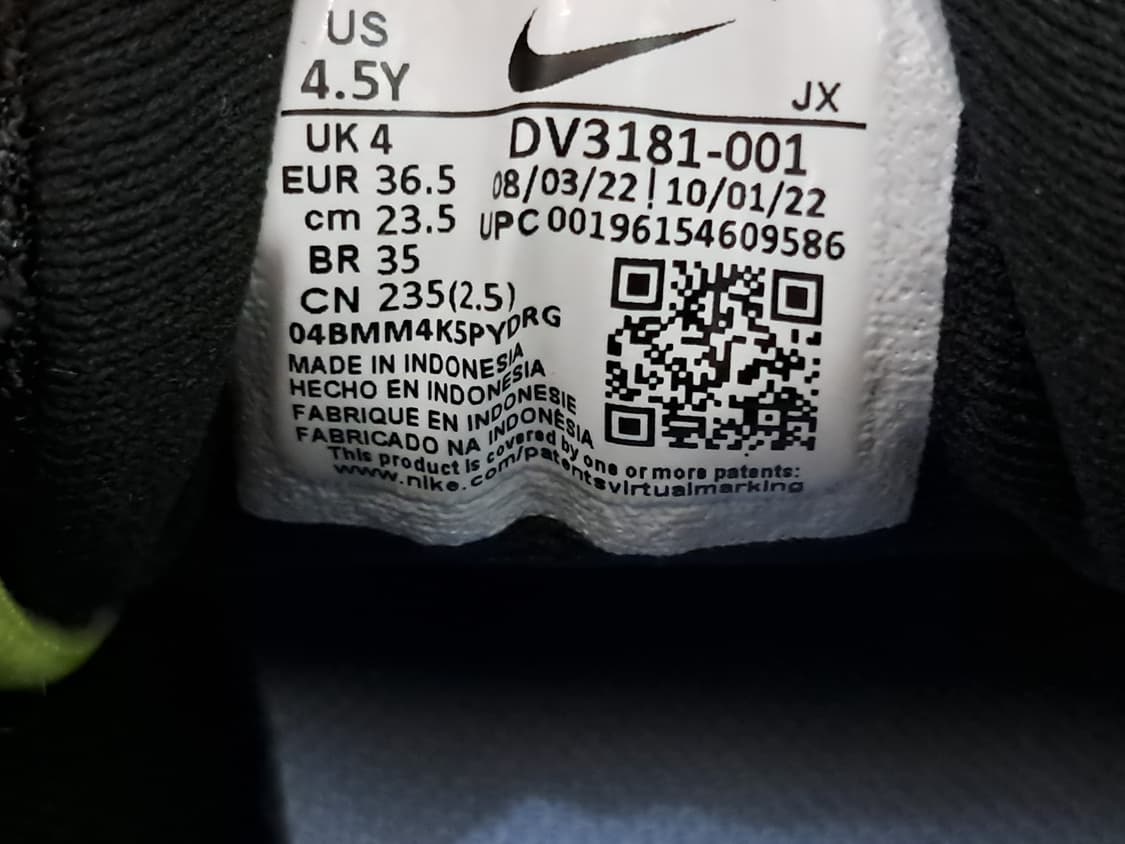 US
4.5Y
JX
UK 4
EUR 36.5
cm 23.5
BR 35
CN 235(2.5)
DV3181-001
08/03/22 | 10/01/22
UPC 00196154609586
04BMM4K5PYDRG
MADE IN INDONESIA
HECHO EN INDONESIA
FABRIQUE EN INDONESIE
FABRICADO NA INDONÉSIA
This product is covered by one or more patents:
www.nike.com/patentsvirtualmarking